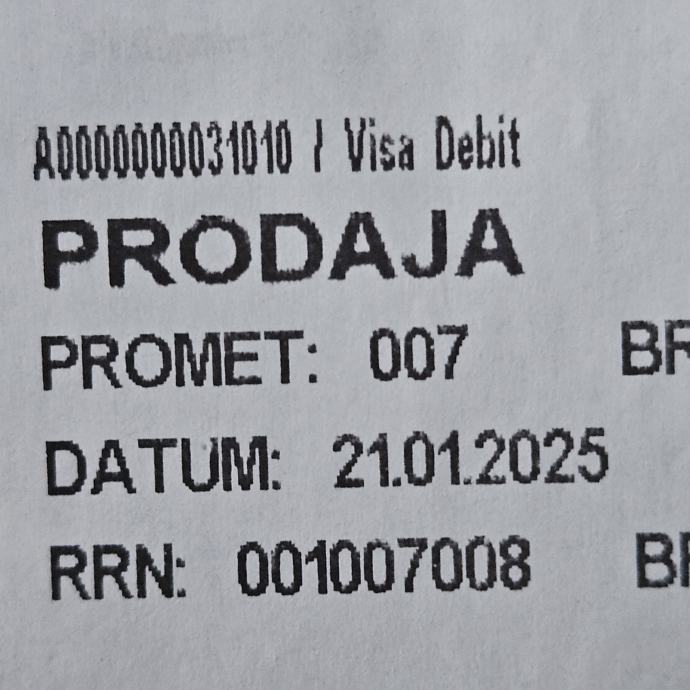 A0000000031010 / Visa Debit
PRODAJA
PROMET: 007
DATUM: 21.01.2025
RRN: 001007008